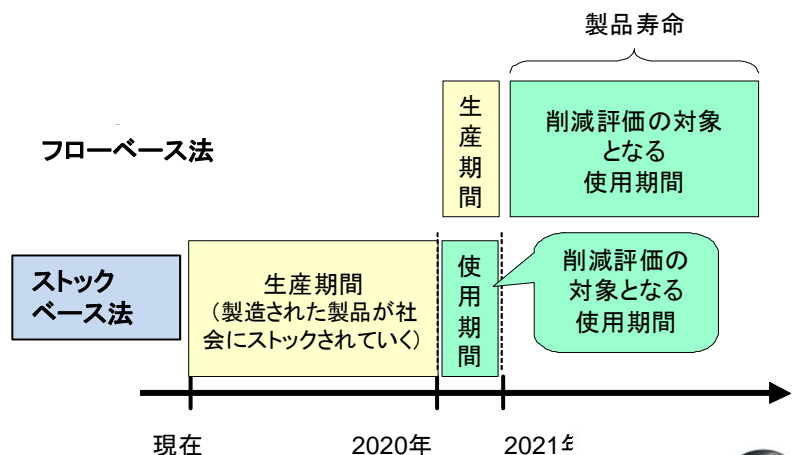 製品寿命
フローベース法
生
産
期
間
削減評価の対象
となる
使用期間
ストック
ベース法
生産期間
（製造された製品が社
会にストックされていく）
使
用
期
間
削減評価の
対象となる
使用期間
現在
2020年
2021